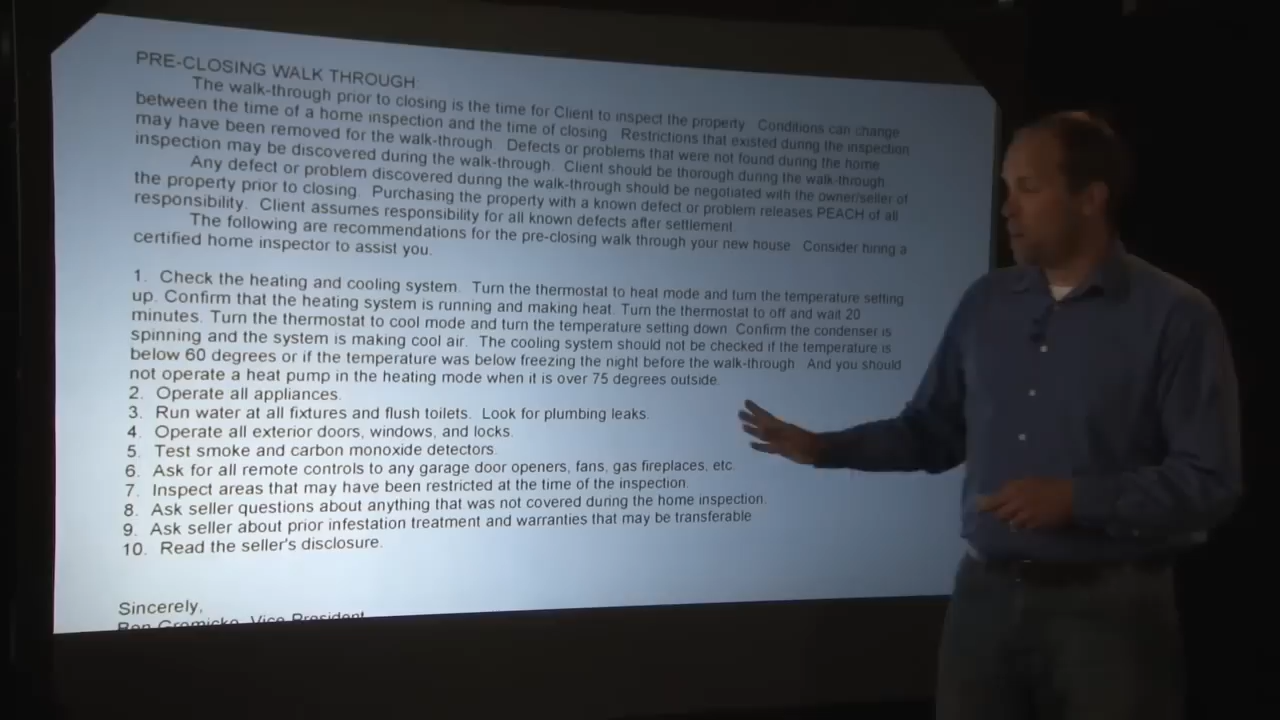 PRE-CLOSING WALK THROUGH
The walk-through prior to closing is the time for Client to inspect the property Conditions can change
between the time of a home inspection and the time of closing Restrictions that existed during the inspection
may have been removed for the walk-through Defects or problems that were not found during the home
inspection may be discovered during the walk-through. Client should be thorough during the walk-through
Any defect or problem discovered during the walk-through should be negotiated with the owner/seller of
the property prior to closing. Purchasing the property with a known defect or problem releases PEACH of all
responsibility. Client assumes responsibility for all known defects after settlement.
The following are recommendations for the pre-closing walk through your new house Consider hiring a
certified home inspector to assist you.
1. Check the heating and cooling system. Turn the thermostat to heat mode and turn the temperature setting
up. Confirm that the heating system is running and making heat. Turn the thermostat to off and wait 20
minutes. Turn the thermostat to cool mode and turn the temperature setting down. Confirm the condenser is
spinning and the system is making cool air. The cooling system should not be checked if the temperature is
below 60 degrees or if the temperature was below freezing the night before the walk-through And you should
not operate a heat pump in the heating mode when it is over 75 degrees outside.
2. Operate all appliances.
3. Run water at all fixtures and flush toilets. Look for plumbing leaks.
4. Operate all exterior doors, windows, and locks.
5. Test smoke and carbon monoxide detectors.
6. Ask for all remote controls to any garage door openers, fans, gas fireplaces, etc.
7. Inspect areas that may have been restricted at the time of the inspection.
8. Ask seller questions about anything that was not covered during the home inspection.
9. Ask seller about prior infestation treatment and warranties that may be transferable
10. Read the seller's disclosure.
Sincerely,
Ben Gromicko, Vice President